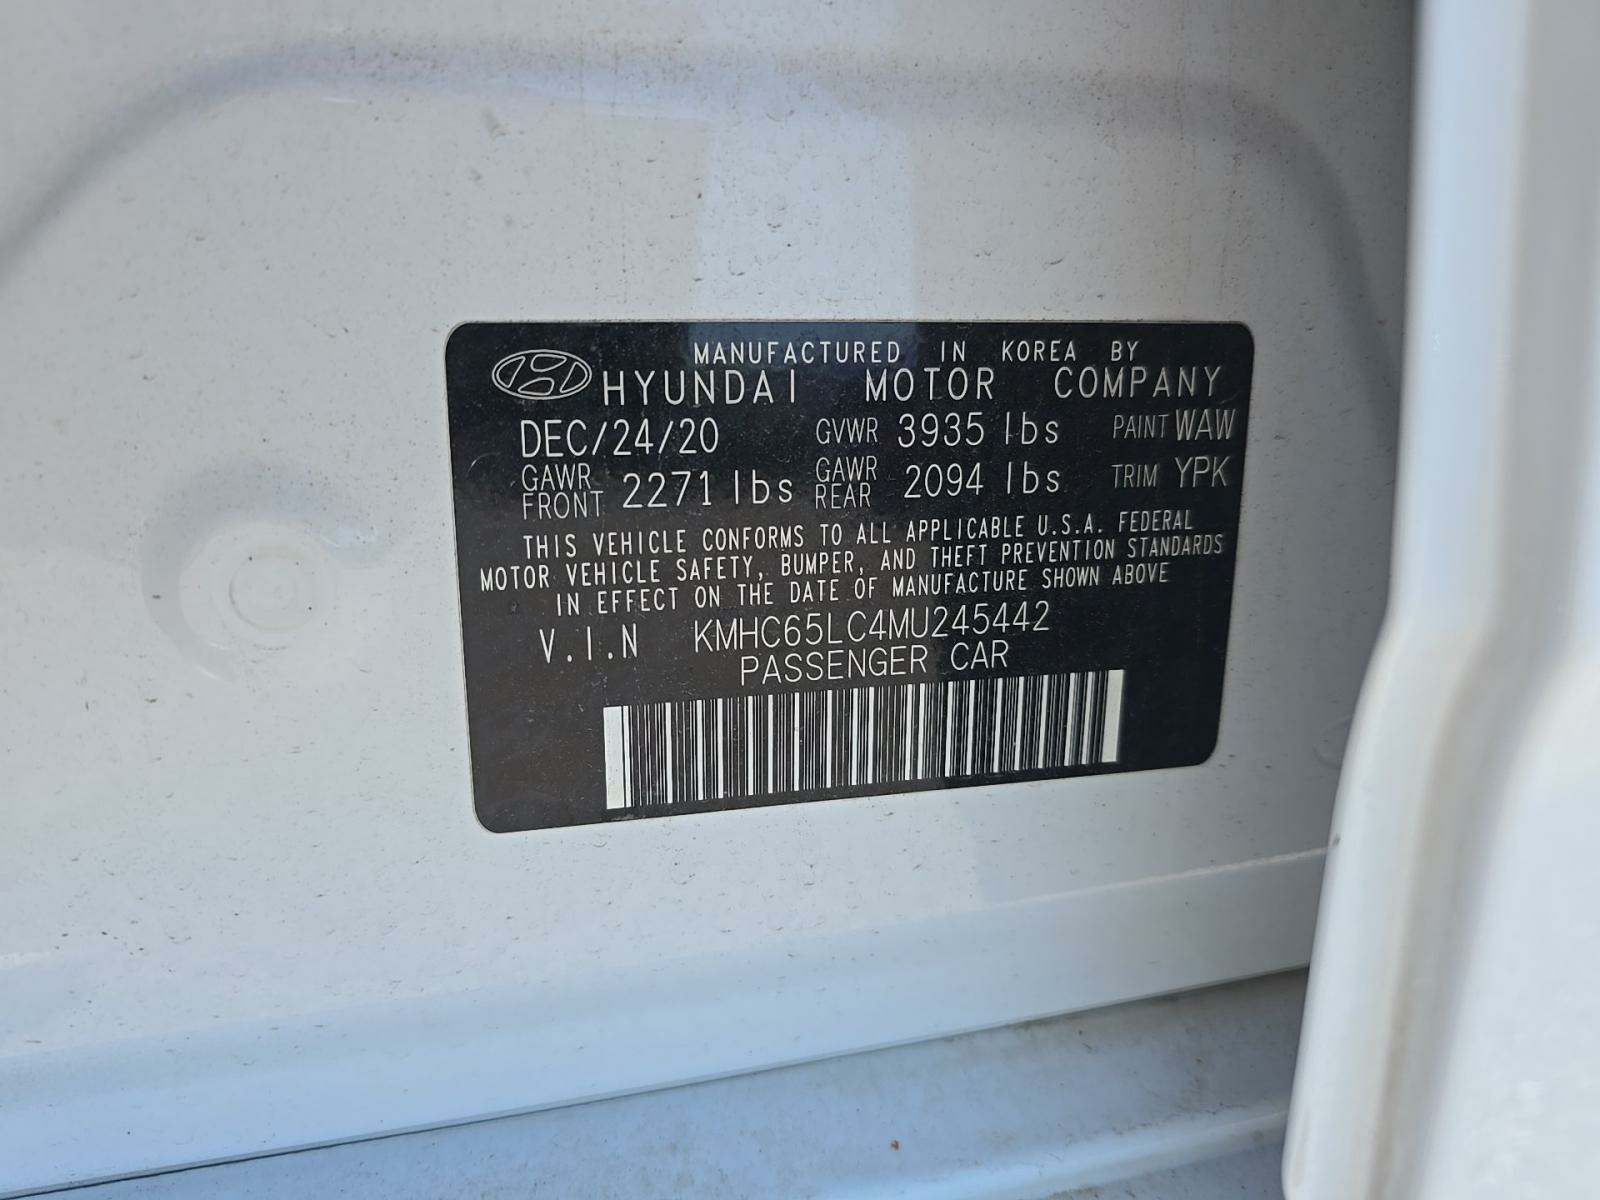 MANUFACTURED IN KOREA BY
HYUNDAI MOTOR COMPANY
DEC/24/20 GVWR 3935 lbs PAINT WAW
GAWR FRONT 2271 lbs GAWR REAR 2094 lbs TRIM YPK
THIS VEHICLE CONFORMS TO ALL APPLICABLE U.S.A. FEDERAL
MOTOR VEHICLE SAFETY, BUMPER, AND THEFT PREVENTION STANDARDS
IN EFFECT ON THE DATE OF MANUFACTURE SHOWN ABOVE
V.I.N KMHC65LC4MU245442
PASSENGER CAR